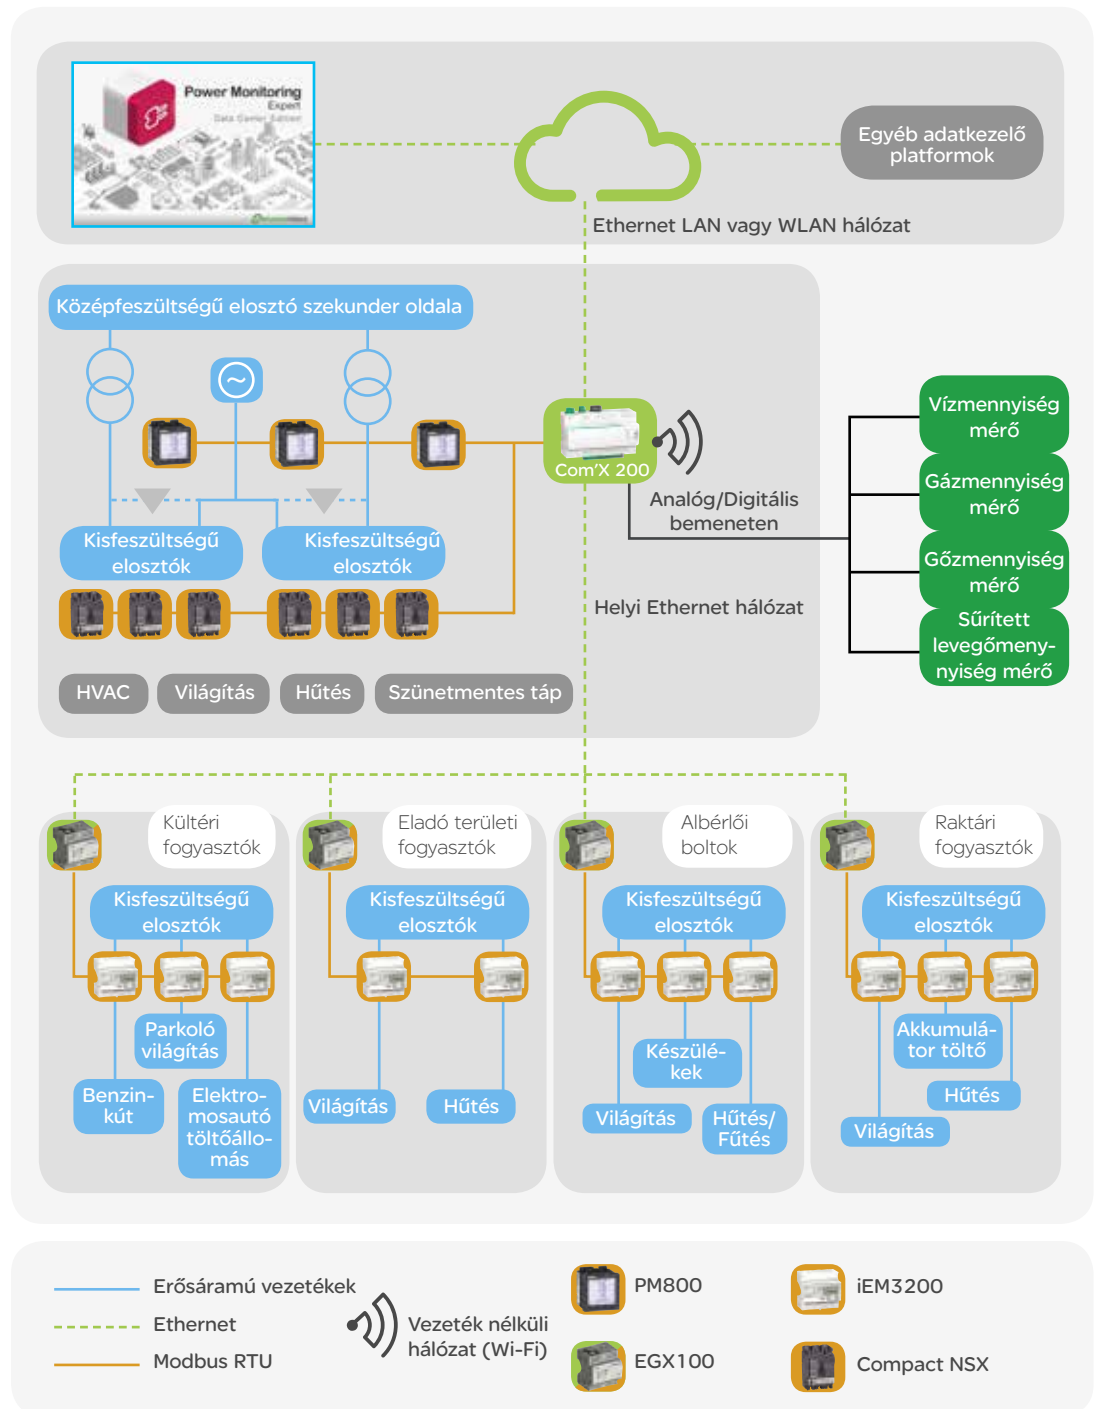 Power Monitoring
Expert
Data Center Edition
Egyéb adatkezelő
platformok
Ethernet LAN vagy WLAN hálózat
Középfeszültségű elosztó szekunder oldala
Com'X 200
Analóg/Digitális
bemeneten
Vízmennyiség
mérő
Gázmennyiség
mérő
Gőzmennyiség
mérő
Sűrített
levegőmeny-
nyiség mérő
Kisfeszültségű
elosztók
Kisfeszültségű
elosztók
Helyi Ethernet hálózat
HVAC
Világítás
Hűtés
Szünetmentes táp
Kültéri
fogyasztók
Kisfeszültségű
elosztók
Parkoló
világítás
Benzin-
kút
Elektro-
mosautó
töltőállo-
más
Eladó területi
fogyasztók
Kisfeszültségű
elosztók
Világítás
Hűtés
Albérlői
boltok
Kisfeszültségű
elosztók
Készülé-
kek
Világítás
Hűtés/
Fűtés
Raktári
fogyasztók
Kisfeszültségű
elosztók
Akkumulá-
tor töltő
Hűtés
Világítás
Erősáramú vezetékek
Ethernet
Modbus RTU
Vezeték nélküli
hálózat (Wi-Fi)
PM800
EGX100
iEM3200
Compact NSX